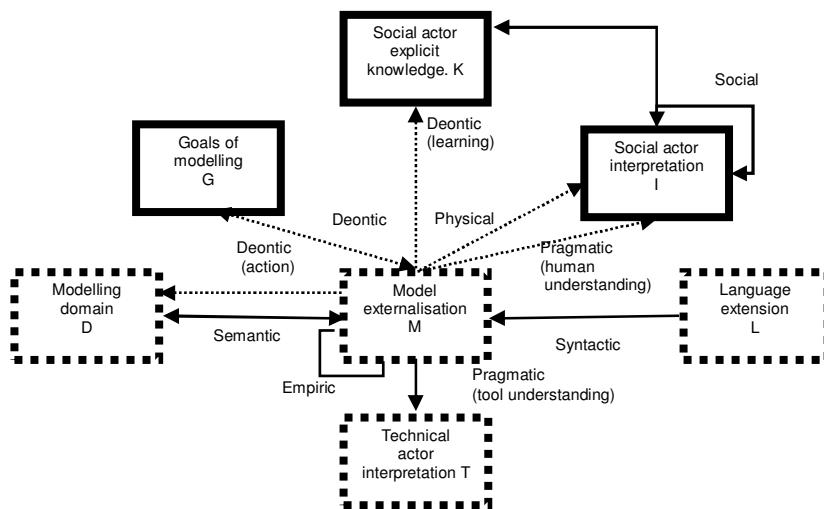 Social actor
explicit
knowledge. K
Social
Deontic
(learning)
Goals of
modelling
G
Social actor
interpretation
I
Deontic
Physical
Deontic
(action)
Pragmatic
(human
understanding)
Modelling
domain
D
Model
externalisation
M
Language
extension
L
Semantic
Syntactic
Empiric
Pragmatic
(tool understanding)
Technical
actor
interpretation T